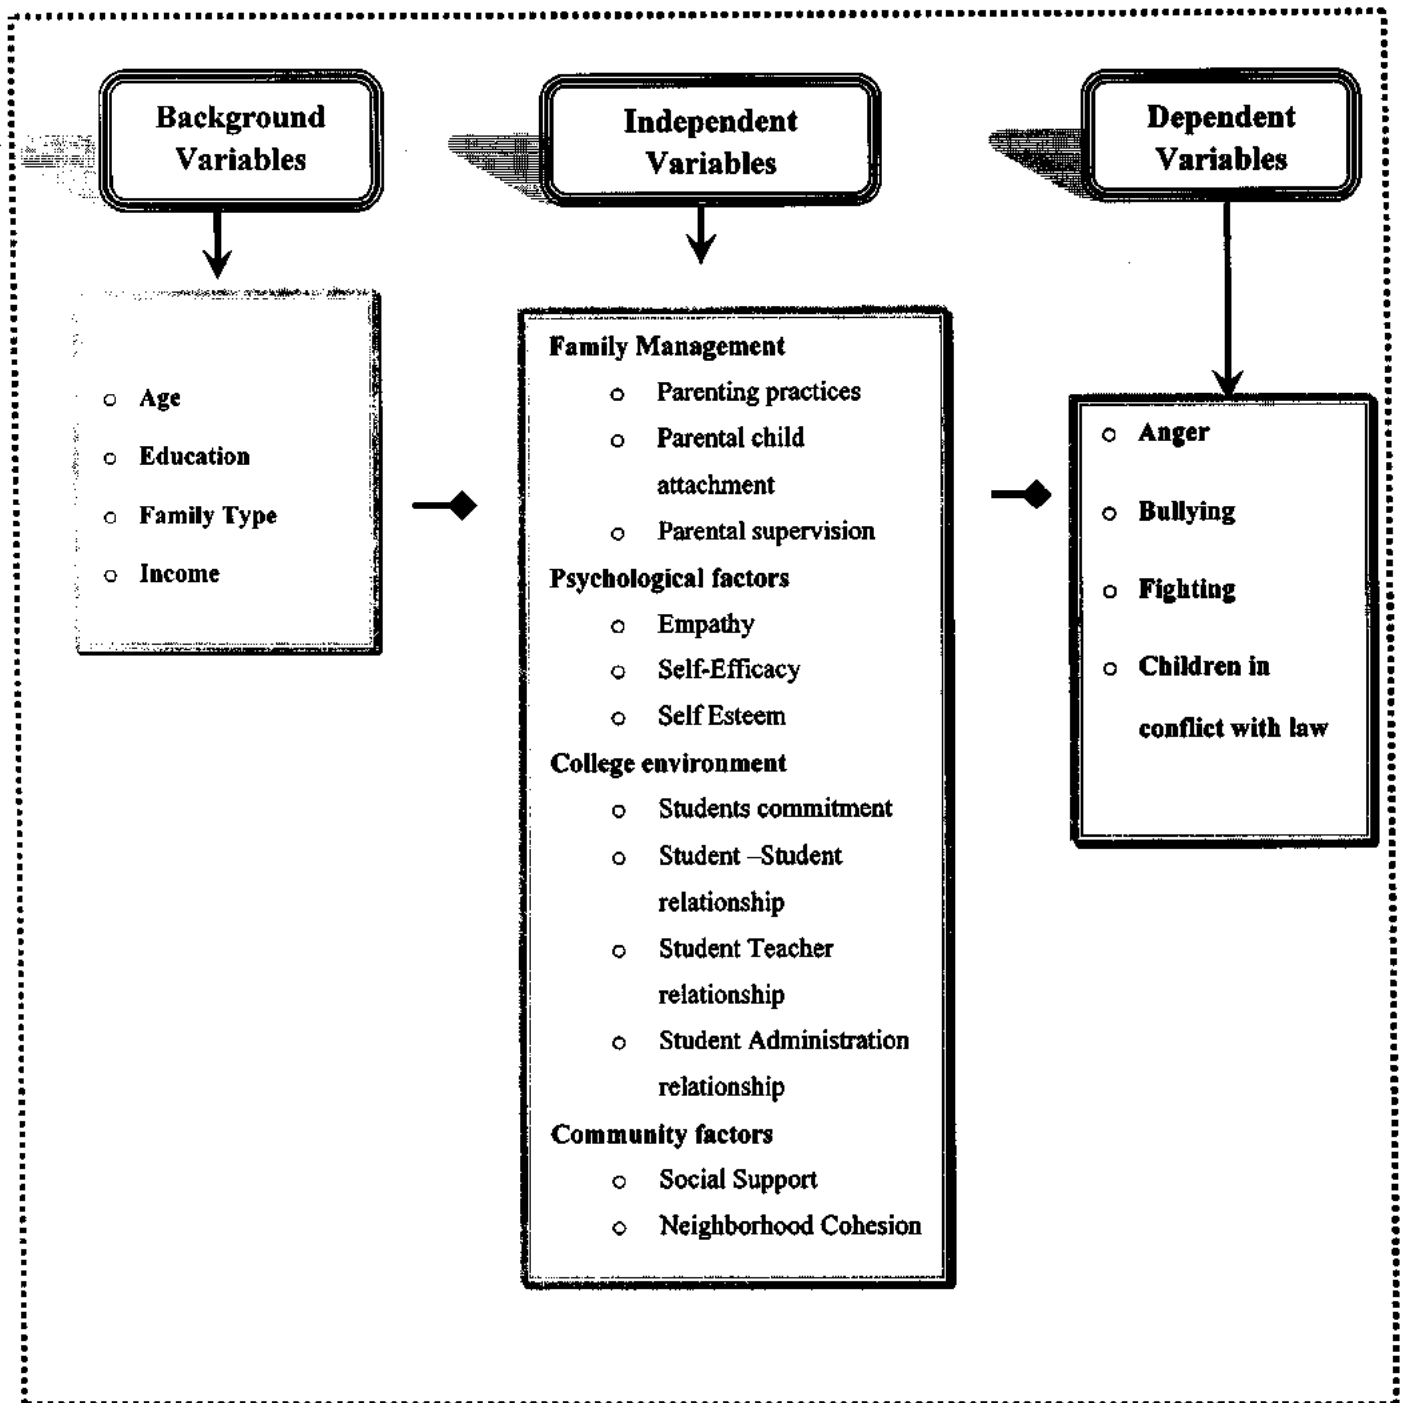 Background
Variables
Independent
Variables
Dependent
Variables
Age
Education
Family Type
Income
Family Management
Parenting practices
Parental child
attachment
Parental supervision
Psychological factors
Empathy
Self-Efficacy
Self Esteem
College environment
Students commitment
Student –Student
relationship
Student Teacher
relationship
Student Administration
relationship
Community factors
Social Support
Neighborhood Cohesion
Anger
Bullying
Fighting
Children in
conflict with law